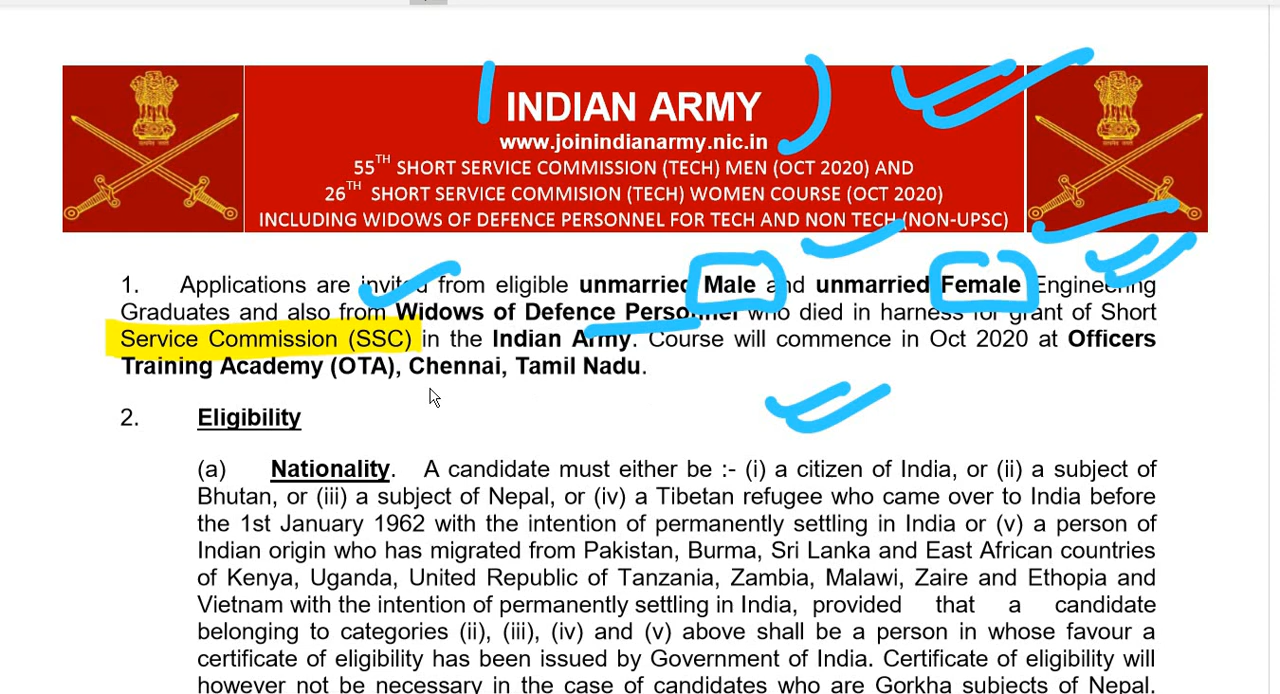 INDIAN ARMY
www.joinindianarmy.nic.in
55TH SHORT SERVICE COMMISSION (TECH) MEN (OCT 2020) AND
26TH SHORT SERVICE COMMISION (TECH) WOMEN COURSE (OCT 2020)
INCLUDING WIDOWS OF DEFENCE PERSONNEL FOR TECH AND NON TECH (NON-UPSC)
1. Applications are invited from eligible unmarried Male and unmarried Female Engineering
Graduates and also from Widows of Defence Personnel who died in harness for grant of Short
Service Commission (SSC) in the Indian Army. Course will commence in Oct 2020 at Officers
Training Academy (OTA), Chennai, Tamil Nadu.
2. Eligibility
(a) Nationality. A candidate must either be :- (i) a citizen of India, or (ii) a subject of
Bhutan, or (iii) a subject of Nepal, or (iv) a Tibetan refugee who came over to India before
the 1st January 1962 with the intention of permanently settling in India or (v) a person of
Indian origin who has migrated from Pakistan, Burma, Sri Lanka and East African countries
of Kenya, Uganda, United Republic of Tanzania, Zambia, Malawi, Zaire and Ethopia and
Vietnam with the intention of permanently settling in India, provided that a candidate
belonging to categories (ii), (iii), (iv) and (v) above shall be a person in whose favour a
certificate of eligibility has been issued by Government of India. Certificate of eligibility will
however not be necessary in the case of candidates who are Gorkha subjects of Nepal.